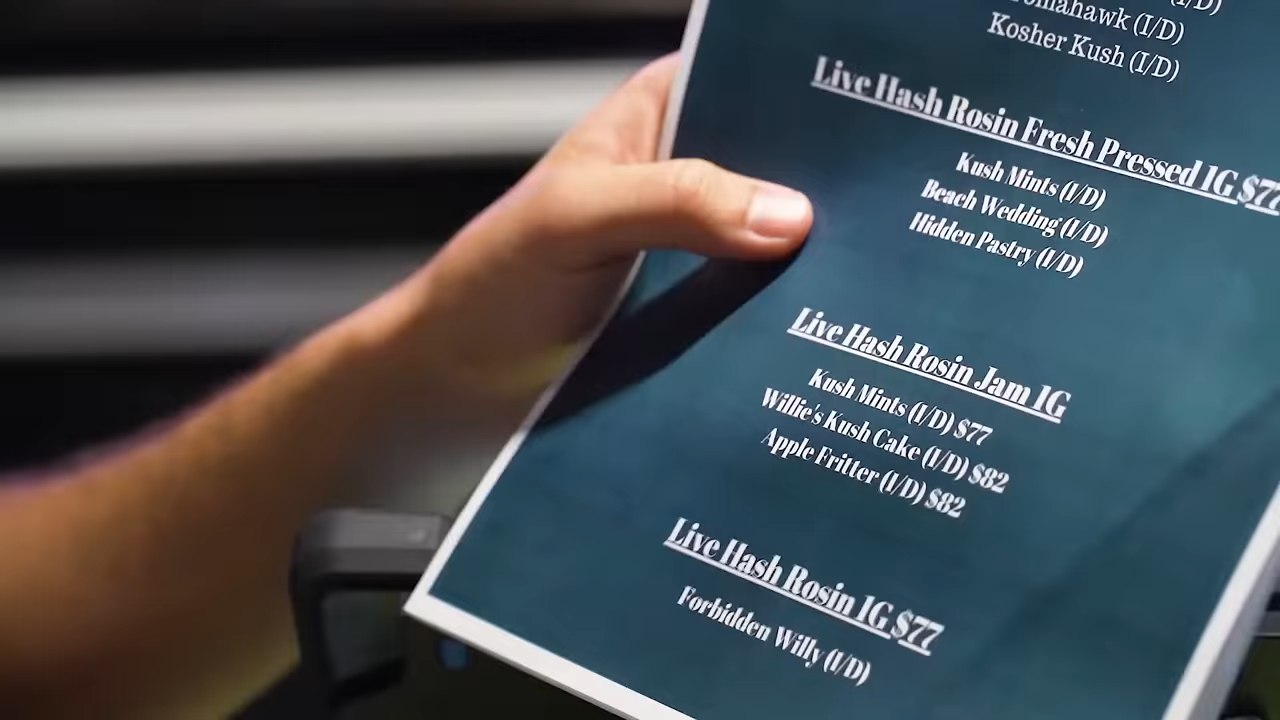 (I/D)
Tomahawk (I/D)
Kosher Kush (I/D)
Live Hash Rosin Fresh Pressed 1G $77
Kush Mints (I/D)
Beach Wedding (I/D)
Hidden Pastry (I/D)
Live Hash Rosin Jam 1G
Kush Mints (I/D) $77
Willie's Kush Cake (I/D) $82
Apple Fritter (I/D) $82
Live Hash Rosin 1G $77
Forbidden Willy (I/D)